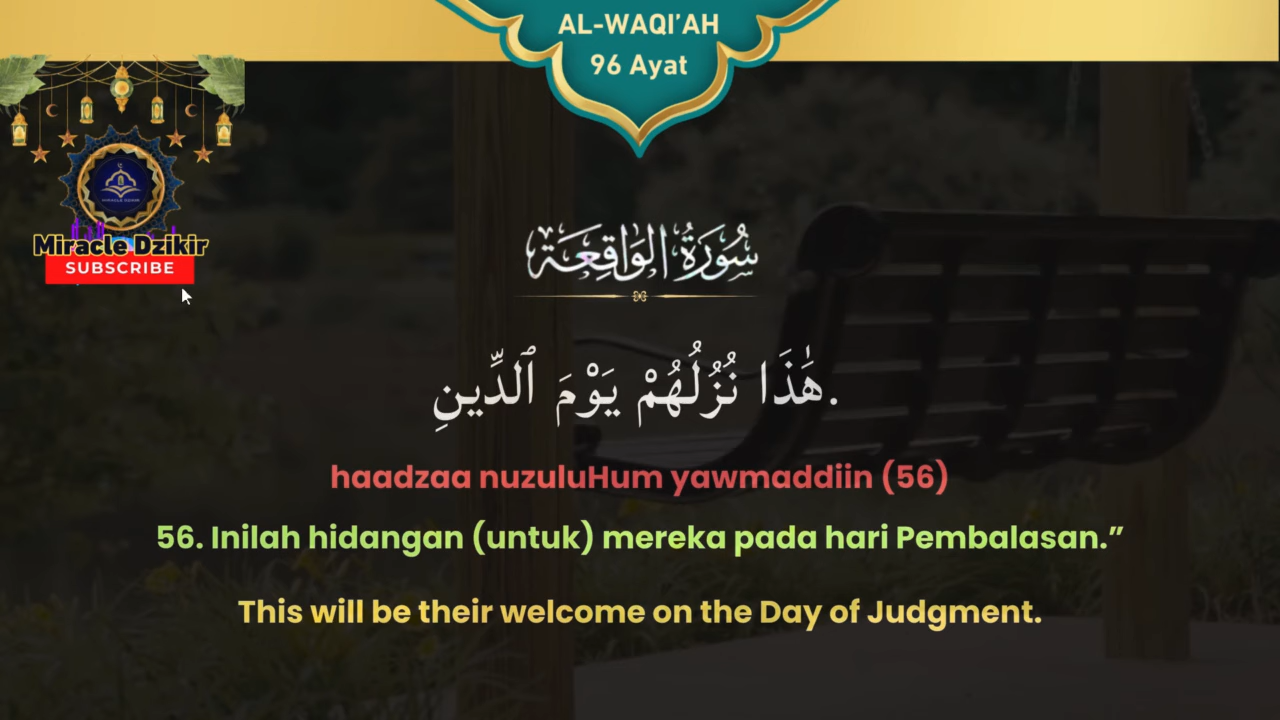 AL-WAQI’AH
96 Ayat
Miracle Dzikir
SUBSCRIBE
سُورَةُ الوَاقِعَة
هَٰذَا نُزُلُهُمْ يَوْمَ ٱلدِّينِ.
haadzaa nuzuluHum yawmaddiin (56)
56. Inilah hidangan (untuk) mereka pada hari Pembalasan.”
This will be their welcome on the Day of Judgment.